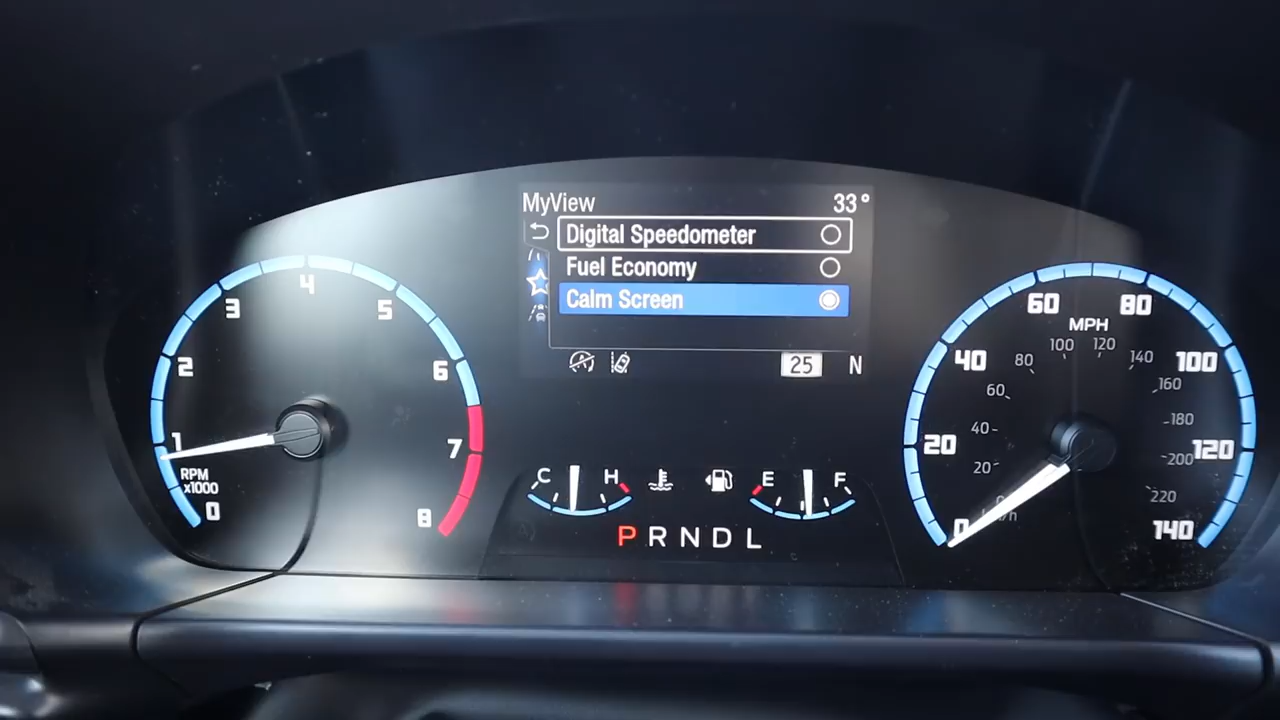 MyView 33°
Digital Speedometer
Fuel Economy
Calm Screen
25 N
0
1
2
3
4
5
6
7
8
RPM
x1000
C H
E F
P R N D L
0
20
40
60
80
100
120
140
MPH
20
40
60
80
100
120
140
160
180
200
220